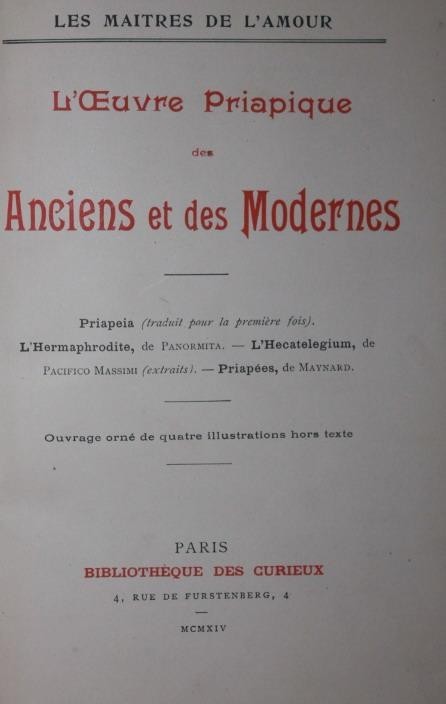 LES MAITRES DE L'AMOUR
L'Œuvre Priapique
des
Anciens et des Modernes
Priapeia (traduit pour la première fois).
L'Hermaphrodite, de PANORMITA. — L'Hecatelegium, de
PACIFICO MASSIMI (extraits). — Priapées, de MAYNARD.
Ouvrage orné de quatre illustrations hors texte
PARIS
BIBLIOTHÈQUE DES CURIEUX
4, RUE DE FURSTENBERG, 4
MCMXIV